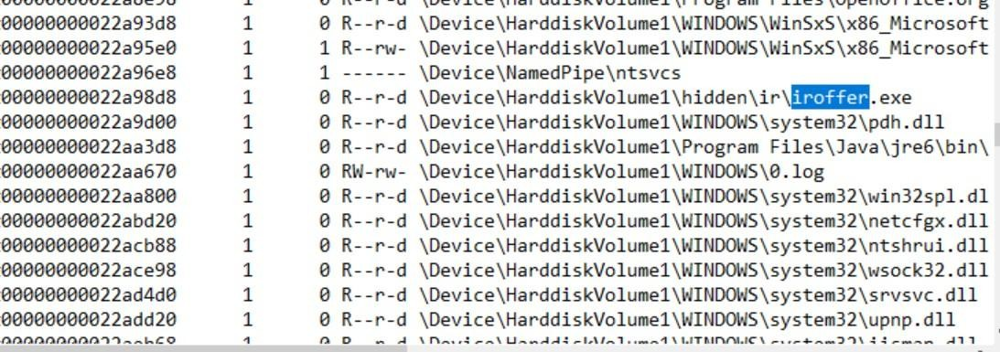 \Device\HarddiskVolume1\Program Files\OpenOffice.org
00000000022a93d8 1 0 R--r-d \Device\HarddiskVolume1\WINDOWS\WinSxS\x86_Microsoft
00000000022a95e0 1 1 R--rw- \Device\HarddiskVolume1\WINDOWS\WinSxS\x86_Microsoft
00000000022a96e8 1 1 ------ \Device\NamedPipe\ntsvcs
00000000022a98d8 1 0 R--r-d \Device\HarddiskVolume1\hidden\ir\iroffer.exe
00000000022a9d00 1 0 R--r-d \Device\HarddiskVolume1\WINDOWS\system32\pdh.dll
00000000022aa3d8 1 0 R--r-d \Device\HarddiskVolume1\Program Files\Java\jre6\bin\
00000000022aa670 1 0 RW-rw- \Device\HarddiskVolume1\WINDOWS\0.log
00000000022aa800 1 0 R--r-d \Device\HarddiskVolume1\WINDOWS\system32\win32spl.dl
00000000022abd20 1 0 R--r-d \Device\HarddiskVolume1\WINDOWS\system32\netcfgx.dll
00000000022acb88 1 0 R--r-d \Device\HarddiskVolume1\WINDOWS\system32\ntshrui.dll
00000000022ace98 1 0 R--r-d \Device\HarddiskVolume1\WINDOWS\system32\wsock32.dll
00000000022ad4d0 1 0 R--r-d \Device\HarddiskVolume1\WINDOWS\system32\srvsvc.dll
00000000022add20 1 0 R--r-d \Device\HarddiskVolume1\WINDOWS\system32\upnp.dll